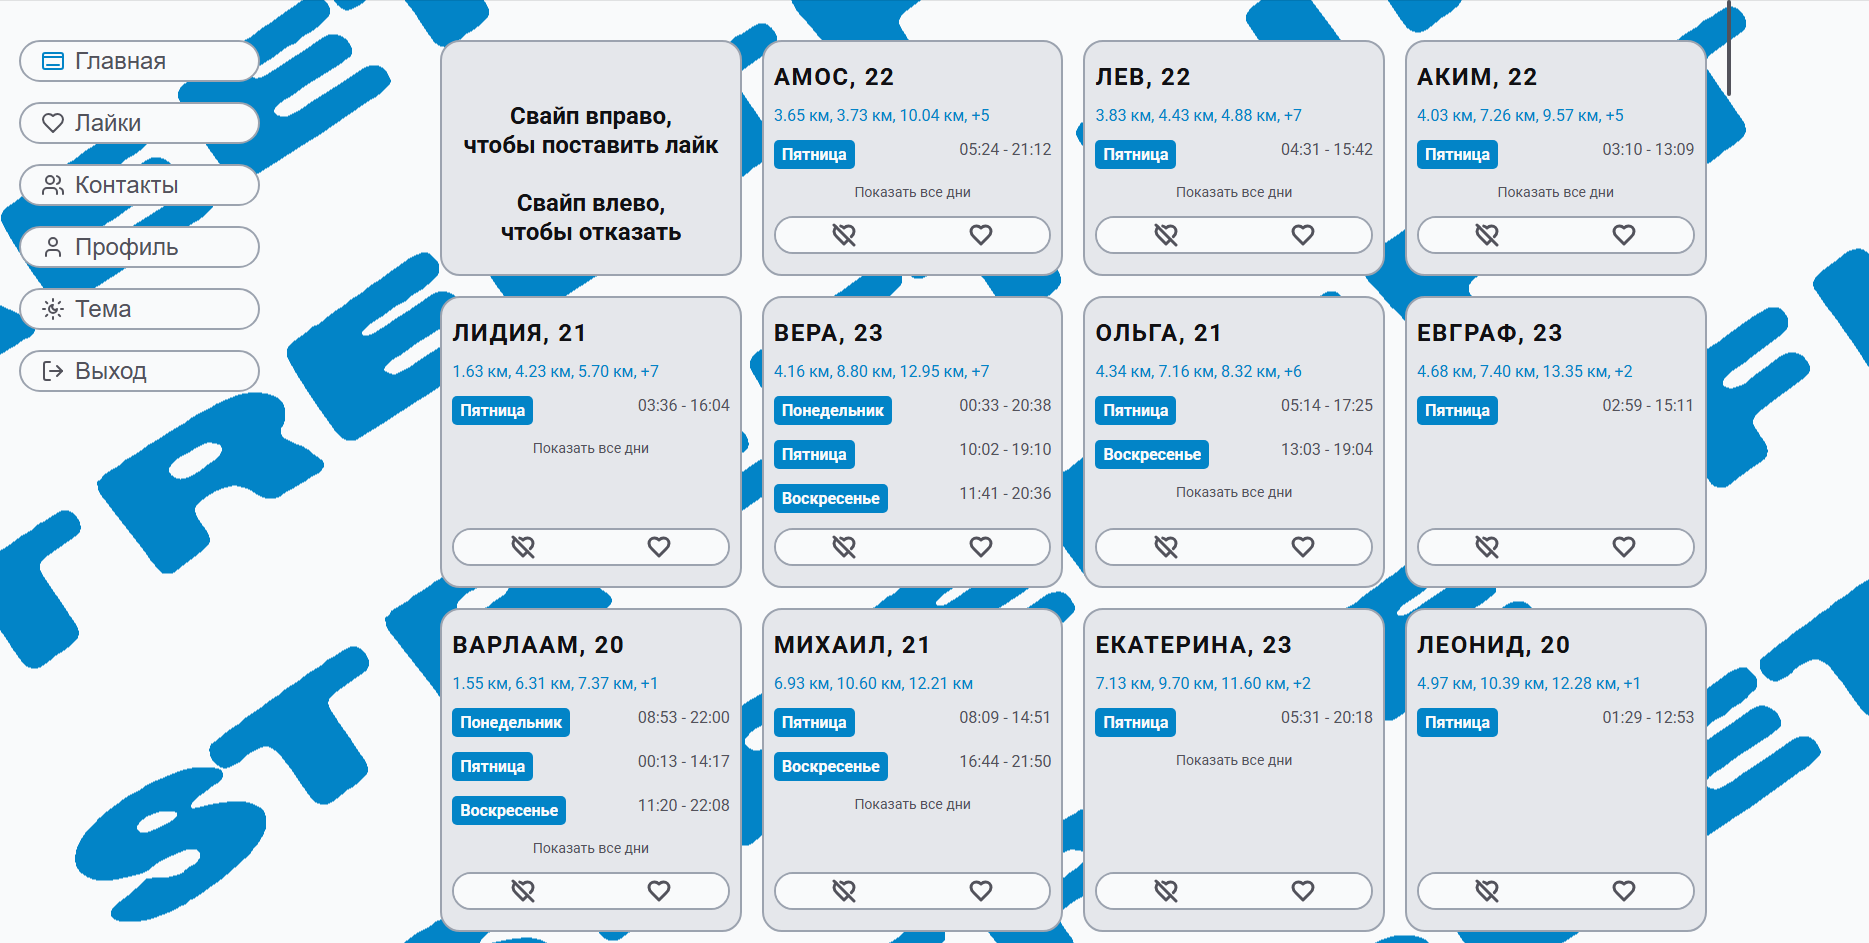 Главная
Лайки
Контакты
Профиль
Тема
Выход
Свайп вправо,
чтобы поставить лайк
Свайп влево,
чтобы отказать
АМОС, 22
3.65 км, 3.73 км, 10.04 км, +5
Пятница 05:24 - 21:12
Показать все дни
ЛЕВ, 22
3.83 км, 4.43 км, 4.88 км, +7
Пятница 04:31 - 15:42
Показать все дни
АКИМ, 22
4.03 км, 7.26 км, 9.57 км, +5
Пятница 03:10 - 13:09
Показать все дни
ЛИДИЯ, 21
1.63 км, 4.23 км, 5.70 км, +7
Пятница 03:36 - 16:04
Показать все дни
ВЕРА, 23
4.16 км, 8.80 км, 12.95 км, +7
Понедельник 00:33 - 20:38
Пятница 10:02 - 19:10
Воскресенье 11:41 - 20:36
ОЛЬГА, 21
4.34 км, 7.16 км, 8.32 км, +6
Пятница 05:14 - 17:25
Воскресенье 13:03 - 19:04
Показать все дни
ЕВГРАФ, 23
4.68 км, 7.40 км, 13.35 км, +2
Пятница 02:59 - 15:11
ВАРЛААМ, 20
1.55 км, 6.31 км, 7.37 км, +1
Понедельник 08:53 - 22:00
Пятница 00:13 - 14:17
Воскресенье 11:20 - 22:08
Показать все дни
МИХАИЛ, 21
6.93 км, 10.60 км, 12.21 км
Пятница 08:09 - 14:51
Воскресенье 16:44 - 21:50
Показать все дни
ЕКАТЕРИНА, 23
7.13 км, 9.70 км, 11.60 км, +2
Пятница 05:31 - 20:18
Показать все дни
ЛЕОНИД, 20
4.97 км, 10.39 км, 12.28 км, +1
Пятница 01:29 - 12:53